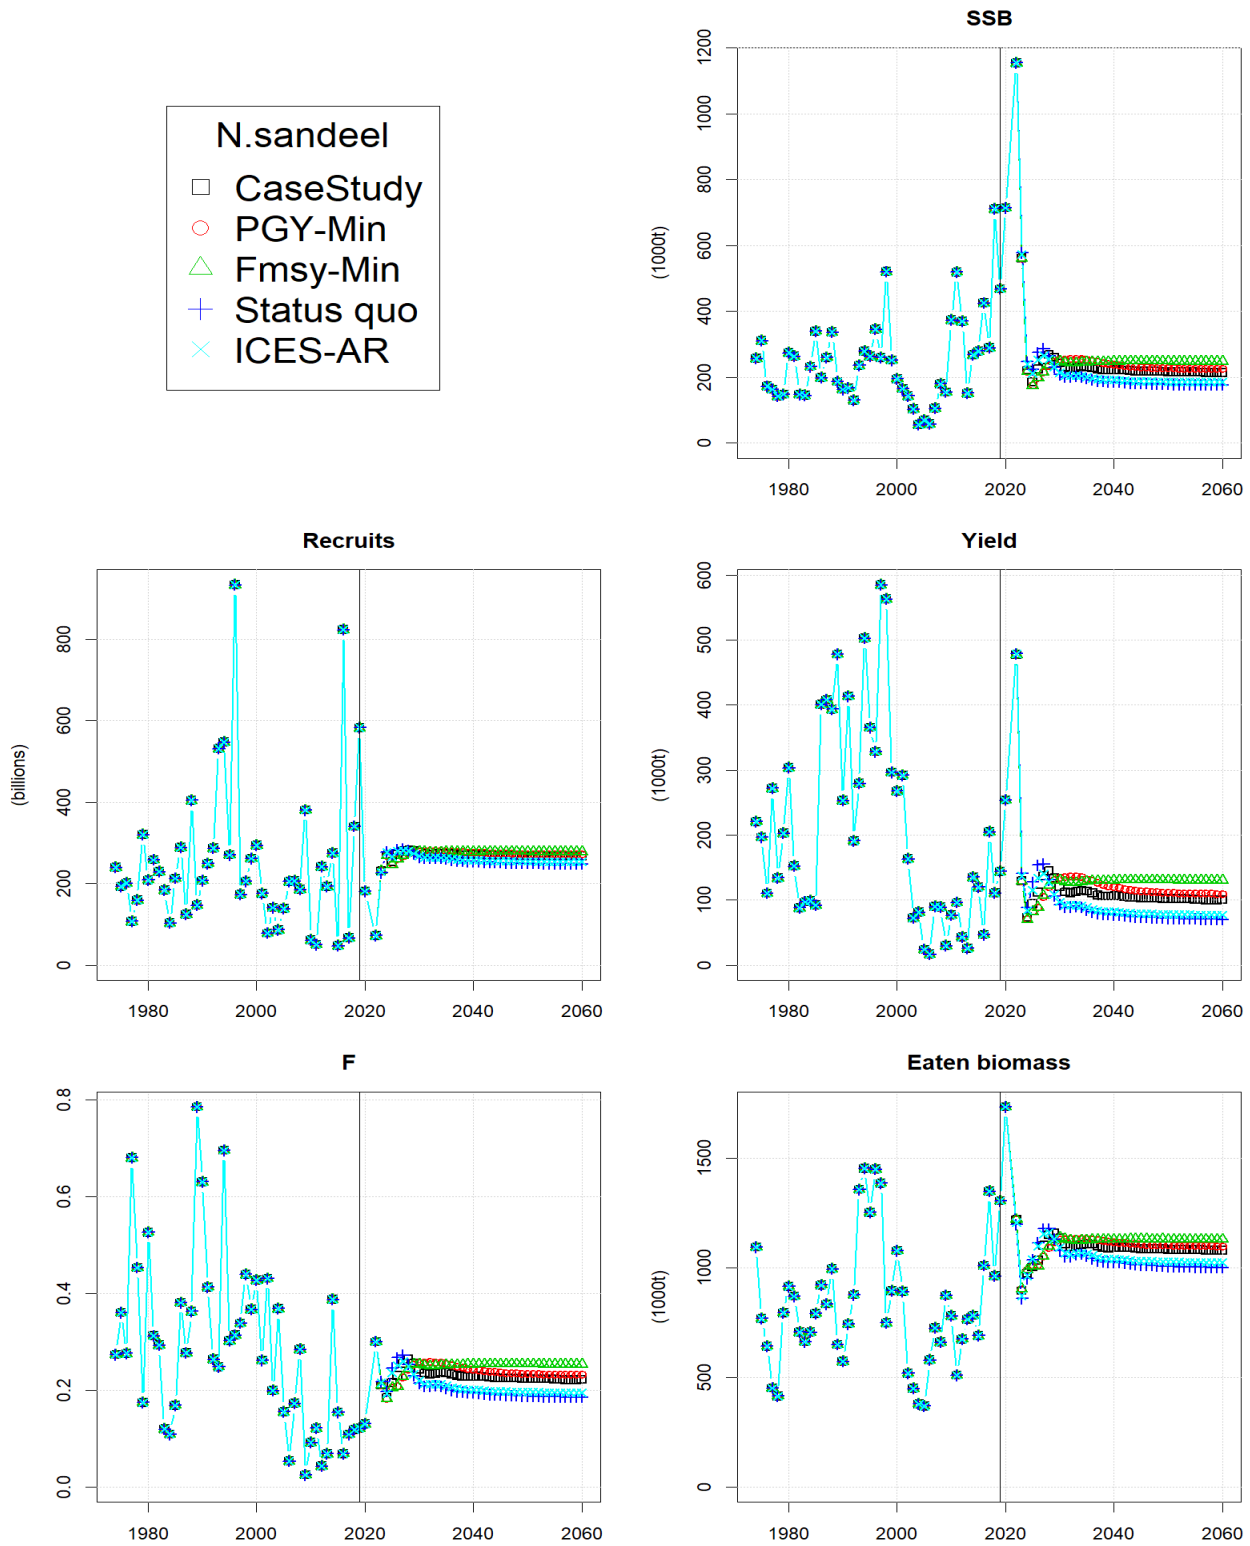 SSB
N.sandeel
CaseStudy
PGY-Min
Fmsy-Min
Status quo
ICES-AR
(1000t)
0 200 400 600 800 1000 1200
1980 2000 2020 2040 2060
Recruits
(billions)
0 200 400 600 800
1980 2000 2020 2040 2060
Yield
(1000t)
0 100 200 300 400 500 600
1980 2000 2020 2040 2060
F
0.0 0.2 0.4 0.6 0.8
1980 2000 2020 2040 2060
Eaten biomass
(1000t)
0 500 1000 1500
1980 2000 2020 2040 2060